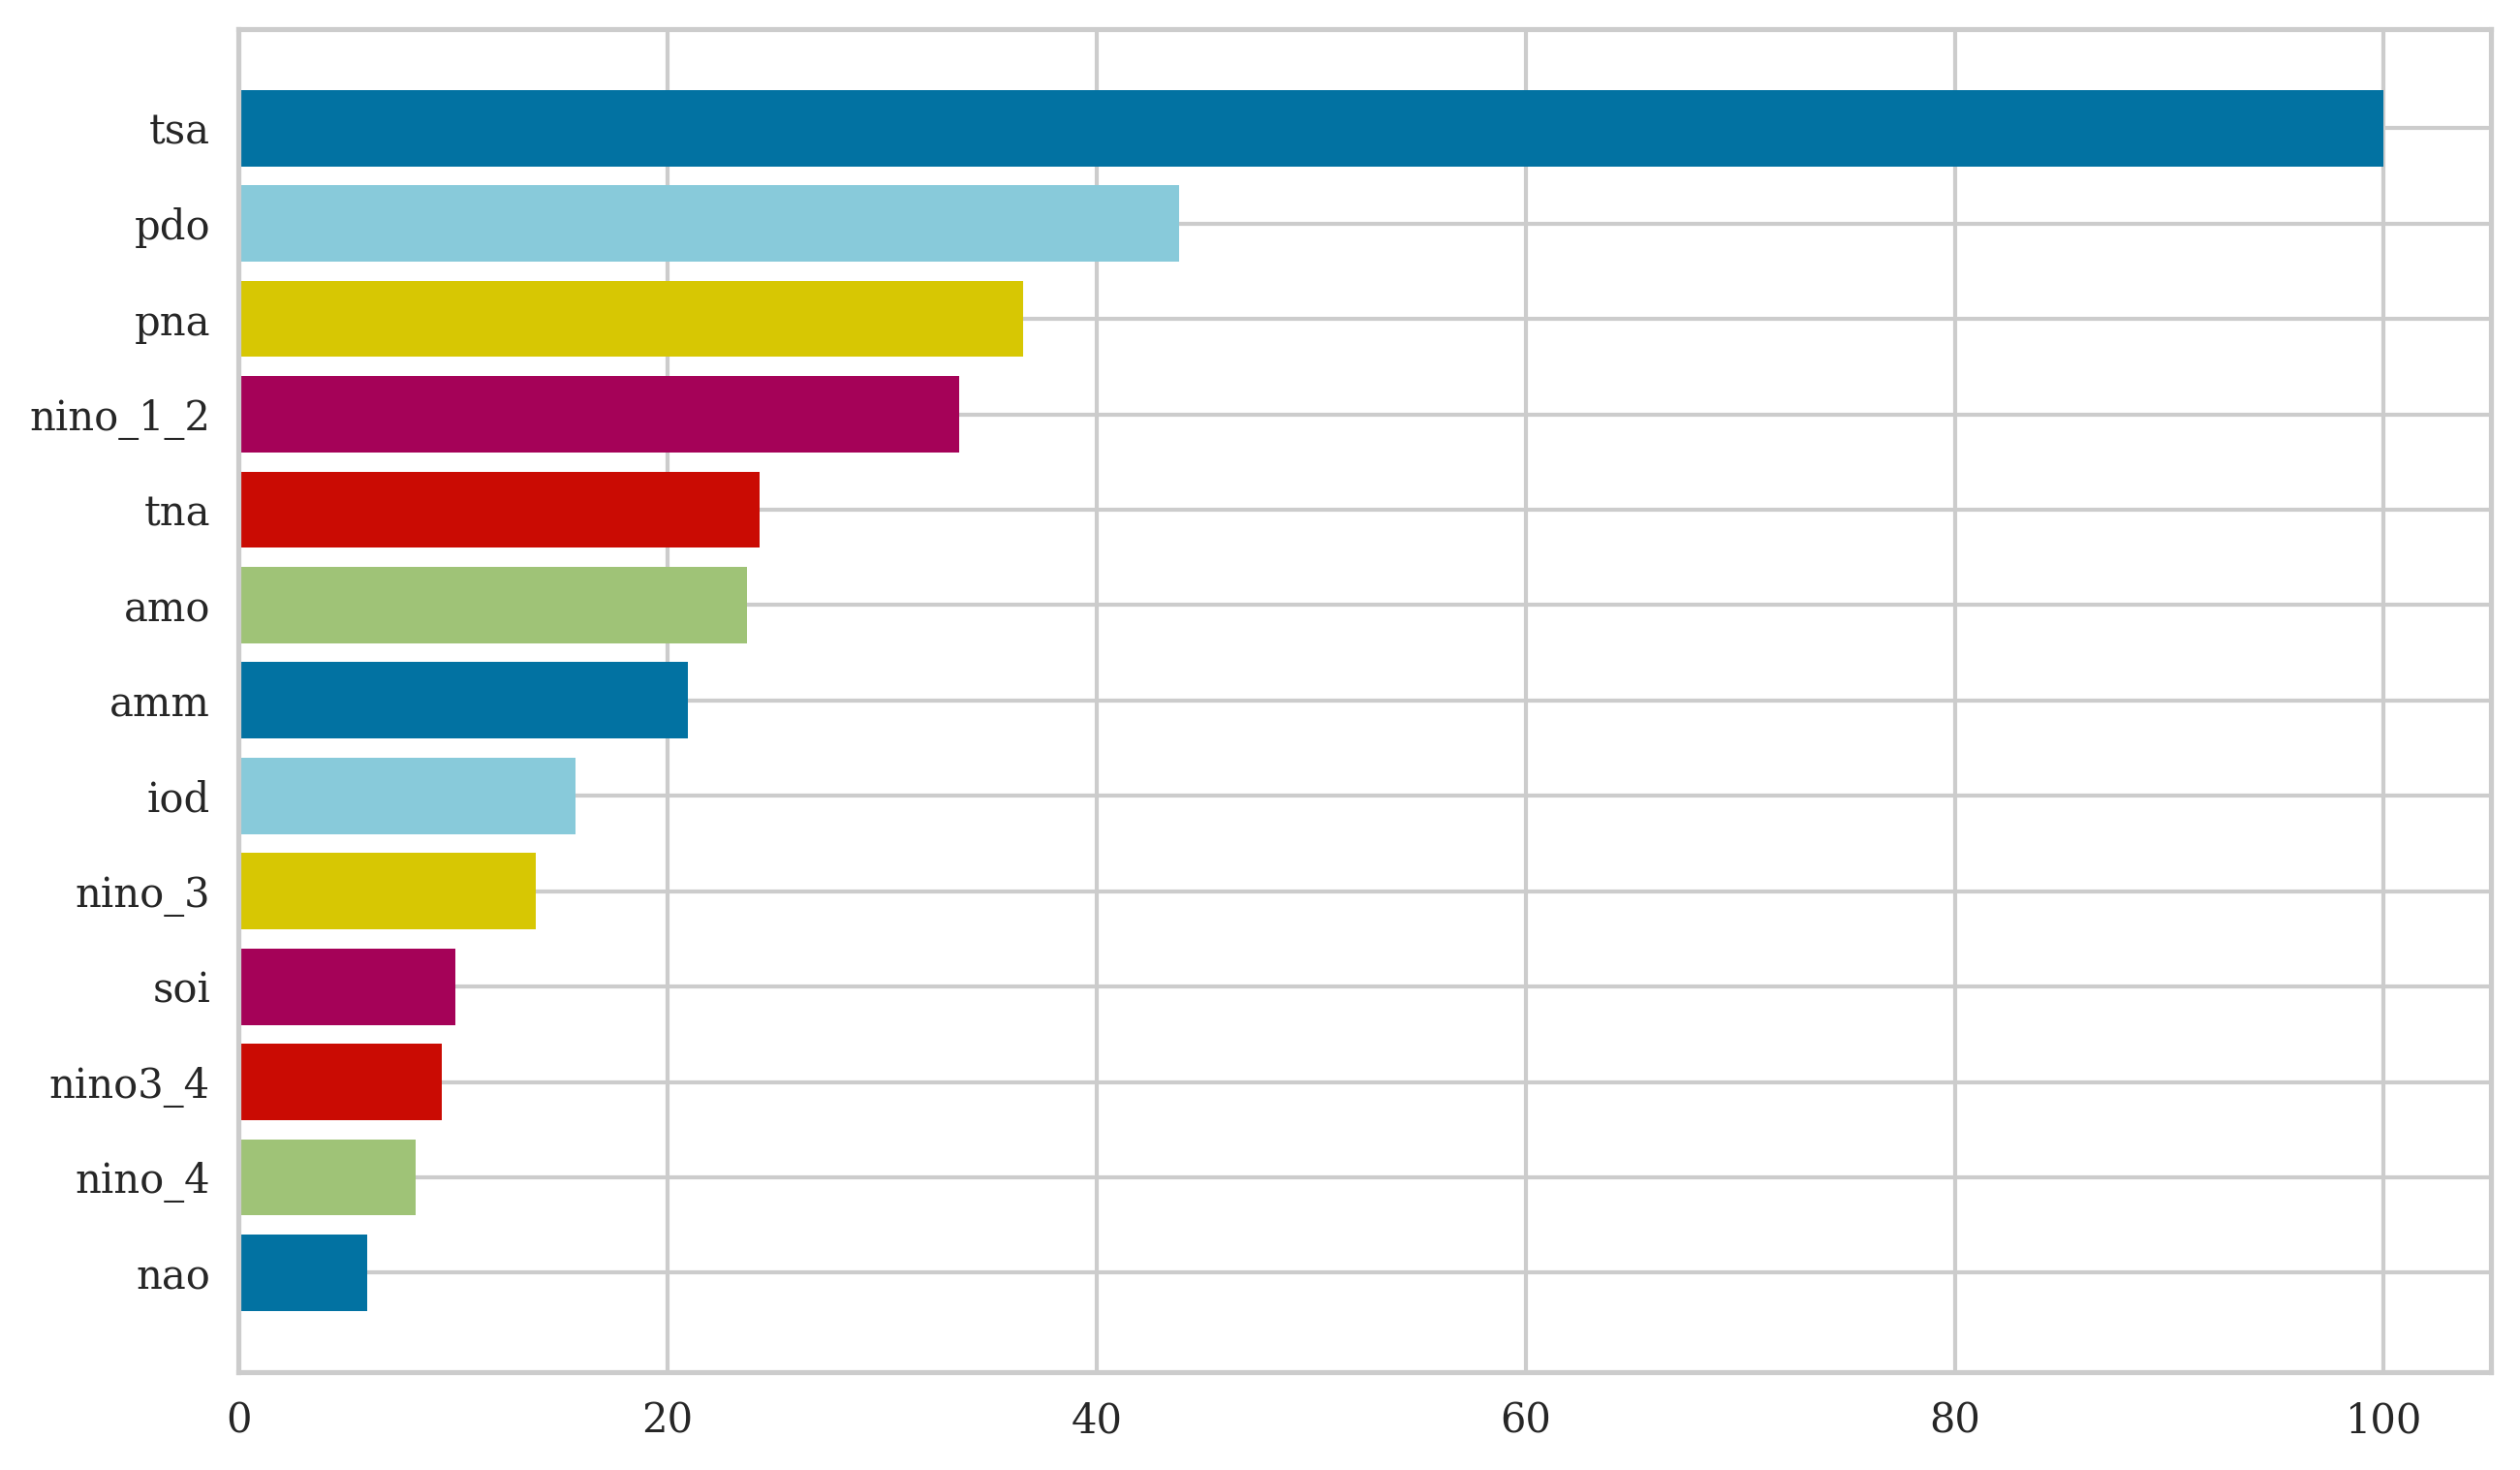 tsa
pdo
pna
nino_1_2
tna
amo
amm
iod
nino_3
soi
nino3_4
nino_4
nao
0 20 40 60 80 100